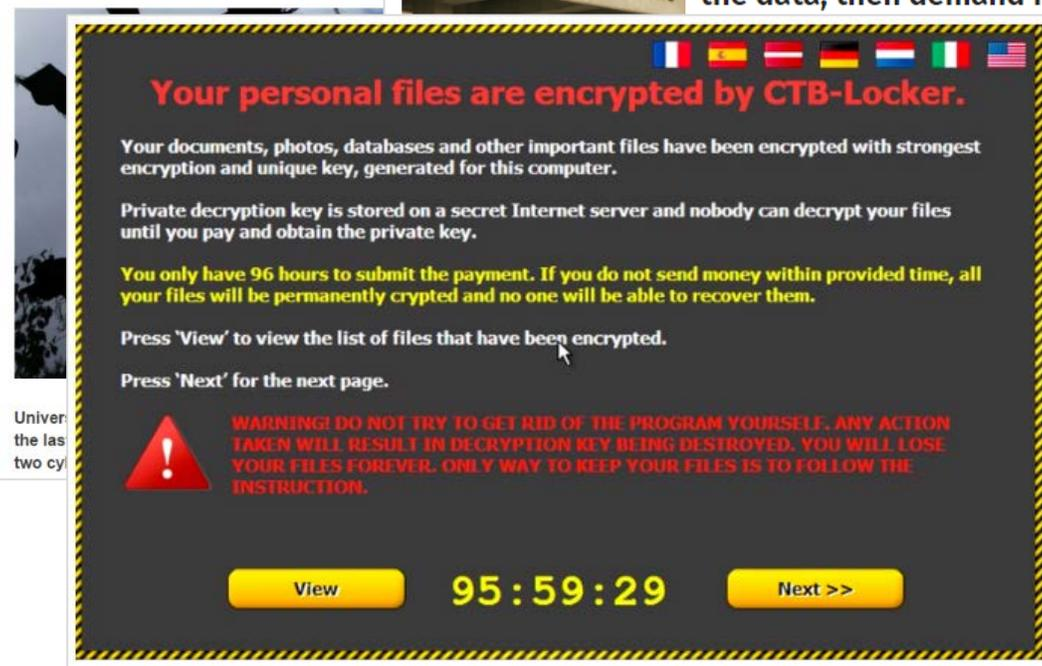 the data, then demand
Your personal files are encrypted by CTB-Locker.
Your documents, photos, databases and other important files have been encrypted with strongest
encryption and unique key, generated for this computer.
Private decryption key is stored on a secret Internet server and nobody can decrypt your files
until you pay and obtain the private key.
You only have 96 hours to submit the payment. If you do not send money within provided time, all
your files will be permanently crypted and no one will be able to recover them.
Press 'View' to view the list of files that have been encrypted.
Press 'Next' for the next page.
WARNING! DO NOT TRY TO GET RID OF THE PROGRAM YOURSELF. ANY ACTION
TAKEN WILL RESULT IN DECRYPTION KEY BEING DESTROYED. YOU WILL LOSE
YOUR FILES FOREVER. ONLY WAY TO KEEP YOUR FILES IS TO FOLLOW THE
INSTRUCTION.
the
two
View
95:59:29
Next >>